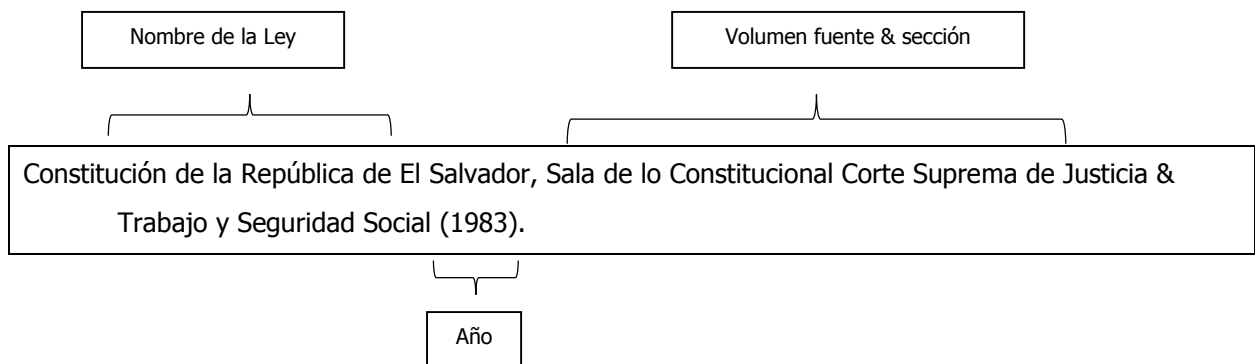 Nombre de la Ley
Volumen fuente & sección
Constitución de la República de El Salvador, Sala de lo Constitucional Corte Suprema de Justicia &
Trabajo y Seguridad Social (1983).
Año